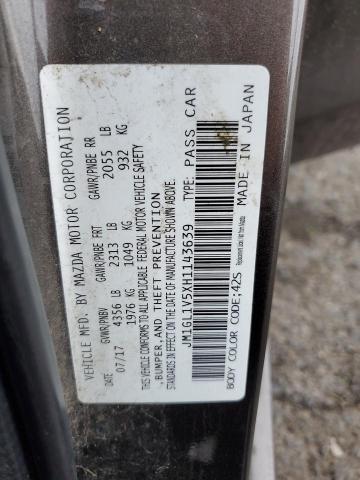 VEHICLE MFD. BY MAZDA MOTOR CORPORATION
DATE GVWR/PNBV GAWR/PNBE FRT GAWR/PNBE RR
07/17 4356 LB 2313 LB 2055 LB
1976 KG 1049 KG 932 KG
THIS VEHICLE CONFORMS TO ALL APPLICABLE FEDERAL MOTOR VEHICLE SAFETY
,BUMPER,AND THEFT PREVENTION
STANDARDS IN EFFECT ON THE DATE OF MANUFACTURE SHOWN ABOVE.
JM1GL1V5XH1143639 TYPE: PASS CAR
BODY COLOR CODE;42S MADE IN JAPAN